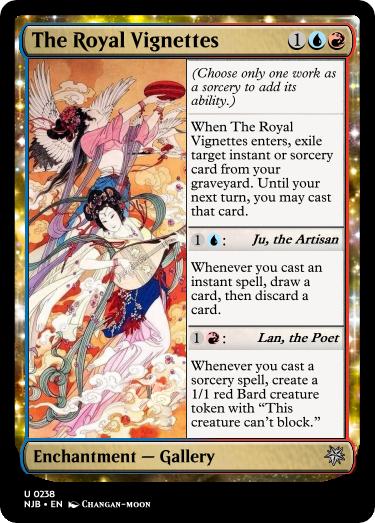 The Royal Vignettes 1
(Choose only one work as
a sorcery to add its
ability.)
When The Royal
Vignettes enters, exile
target instant or sorcery
card from your
graveyard. Until your
next turn, you may cast
that card.
1 : Ju, the Artisan
Whenever you cast an
instant spell, draw a
card, then discard a
card.
1 : Lan, the Poet
Whenever you cast a
sorcery spell, create a
1/1 red Bard creature
token with “This
creature can’t block.”
Enchantment — Gallery
U 0238
NJB • EN Changan-moon